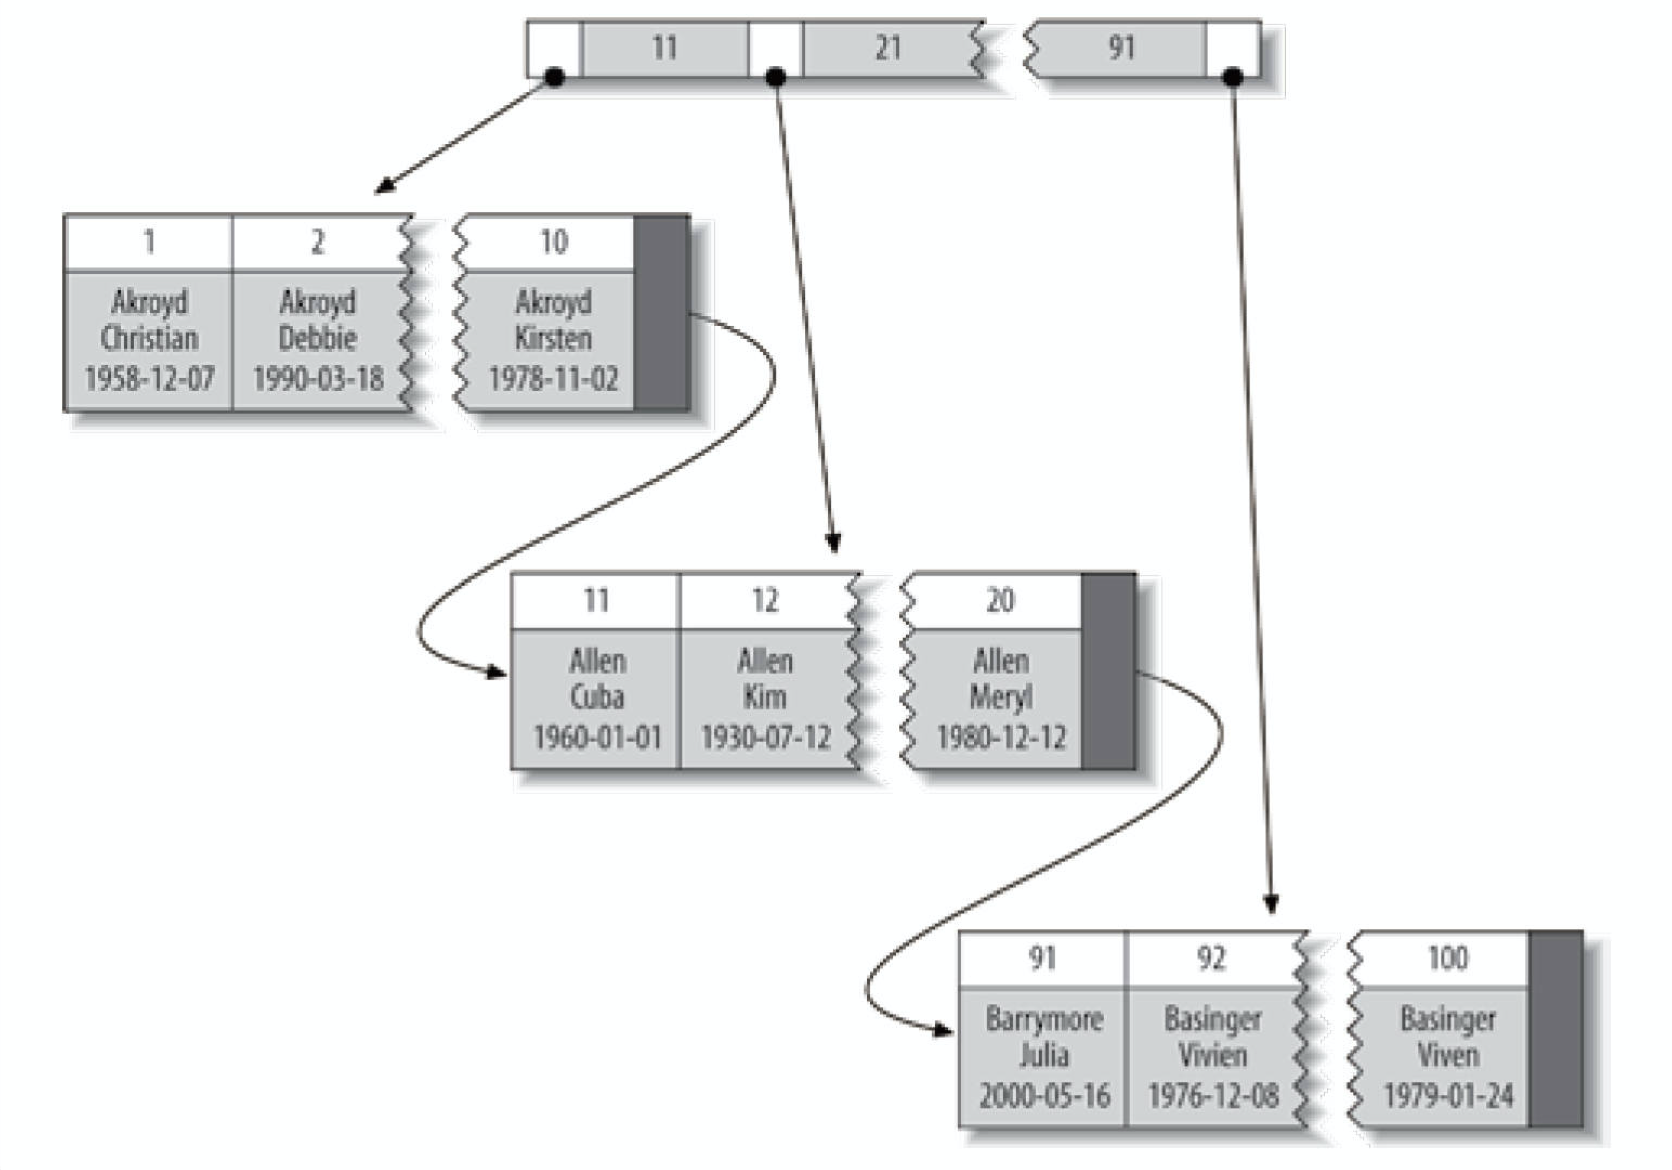 11 21 91
1 2 10
Akroyd Akroyd Akroyd
Christian Debbie Kirsten
1958-12-07 1990-03-18 1978-11-02
11 12 20
Allen Allen Allen
Cuba Kim Meryl
1960-01-01 1930-07-12 1980-12-12
91 92 100
Barrymore Basinger Basinger
Julia Vivien Viven
2000-05-16 1976-12-08 1979-01-24